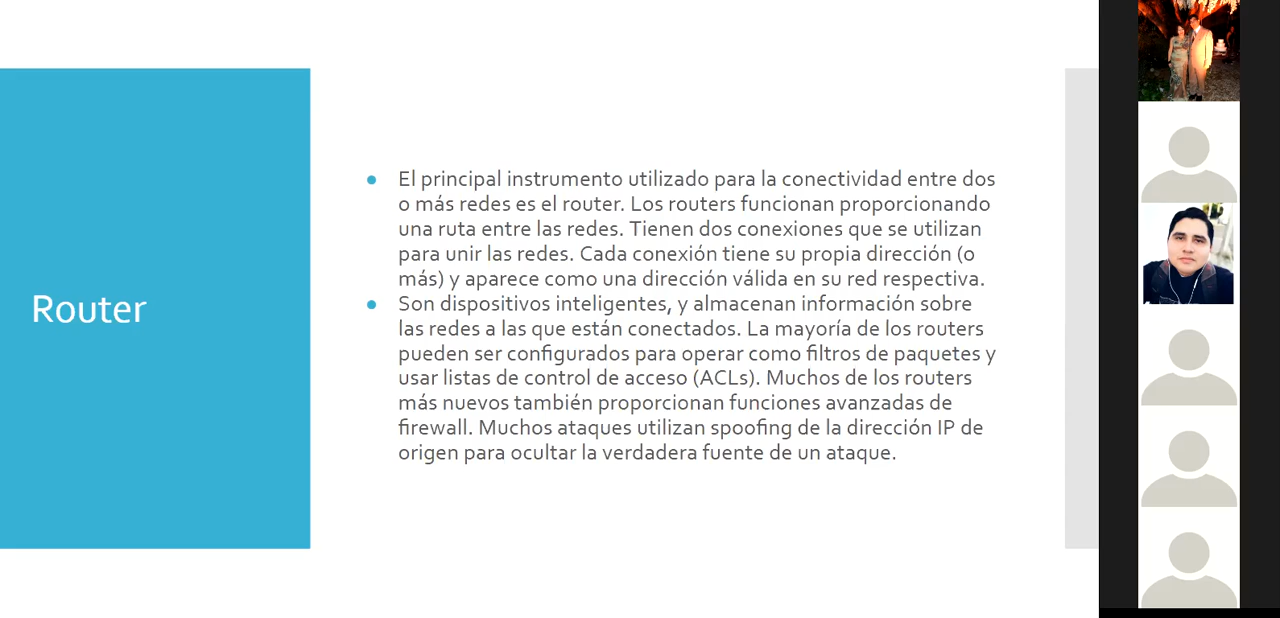 Router
El principal instrumento utilizado para la conectividad entre dos
o más redes es el router. Los routers funcionan proporcionando
una ruta entre las redes. Tienen dos conexiones que se utilizan
para unir las redes. Cada conexión tiene su propia dirección (o
más) y aparece como una dirección válida en su red respectiva.
Son dispositivos inteligentes, y almacenan información sobre
las redes a las que están conectados. La mayoría de los routers
pueden ser configurados para operar como filtros de paquetes y
usar listas de control de acceso (ACLs). Muchos de los routers
más nuevos también proporcionan funciones avanzadas de
firewall. Muchos ataques utilizan spoofing de la dirección IP de
origen para ocultar la verdadera fuente de un ataque.